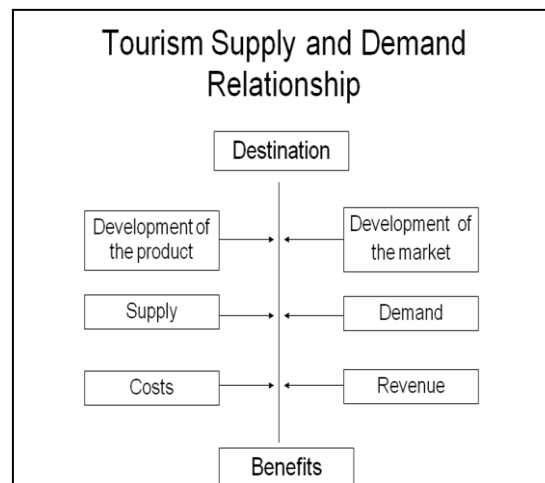 Tourism Supply and Demand
Relationship
Destination
Development of
the product
Development of
the market
Supply
Demand
Costs
Revenue
Benefits